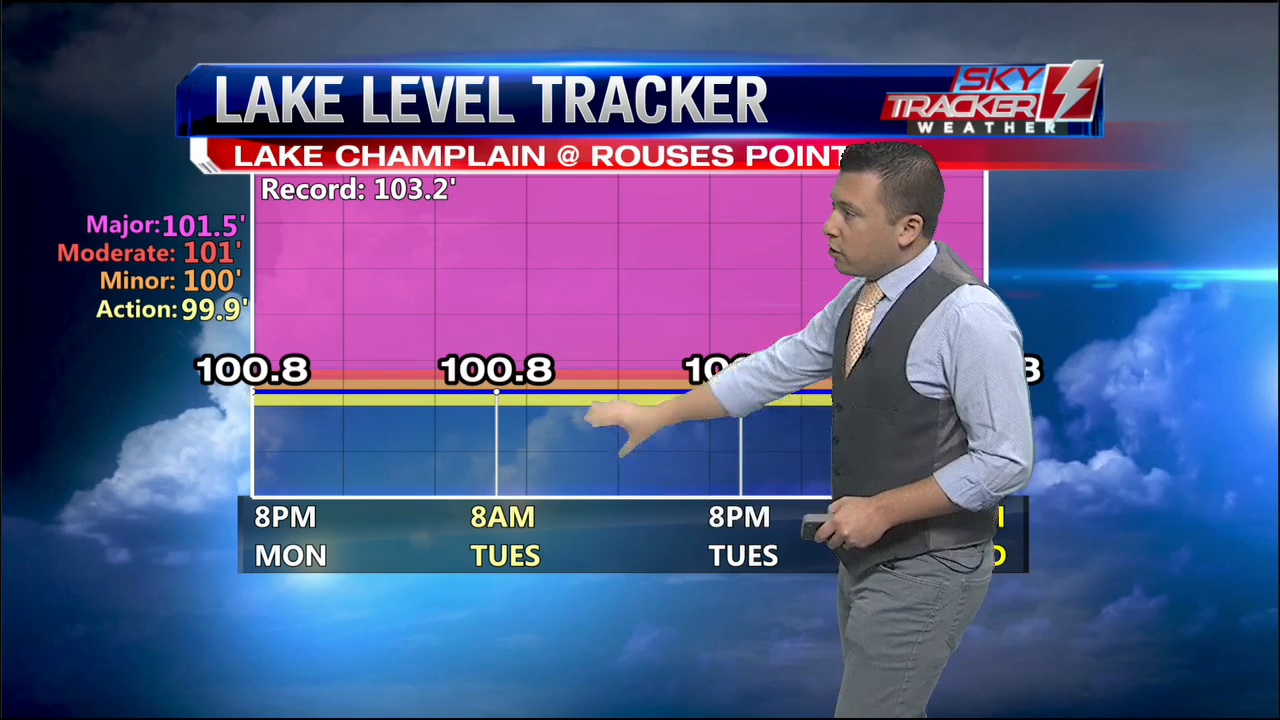 LAKE LEVEL TRACKER
SKY
TRACKER
WEATHER
LAKE CHAMPLAIN @ ROUSES POINT
Record: 103.2'
Major:101.5'
Moderate: 101'
Minor: 100'
Action:99.9'
100.8 100.8
8PM 8AM 8PM
MON TUES TUES